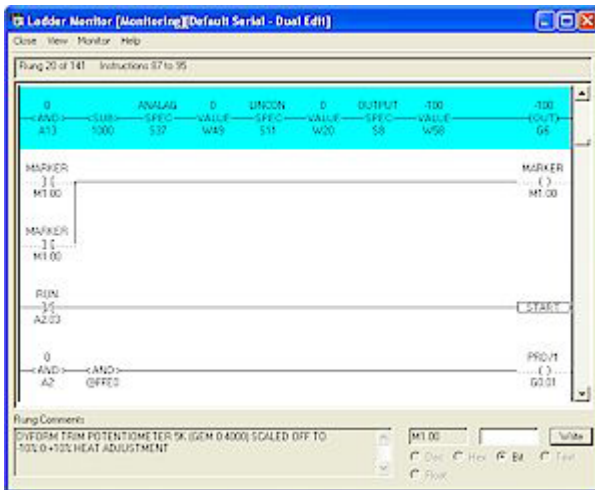 Ladder Monitor [Monitoring][Default Serial - Dual Edit]
Close View Monitor Help
Rung 20 of 141 Instructions 87 to 95
0 ANALAG 0 LINCON 0 OUTPUT -100 -100
<AND> <SUB> SPEC VALUE SPEC VALUE SPEC VALUE (OUT)
A13 1000 S37 W49 S11 W20 S8 W58 G6
MARKER MARKER
M1.00 M1.00
MARKER
M1.00
RUN
START
A2.03
0 PRO/1
<AND> <AND>
A2 @FFEO G0.01
Rung Comments
DYFORM TRIM POTENTIOMETER 5K (GEM 0.4000) SCALED OFF TO
-10% 0 +10% HEAT ADJUSTMENT
M1.00 Write
Dec Hex Bit Text
Float